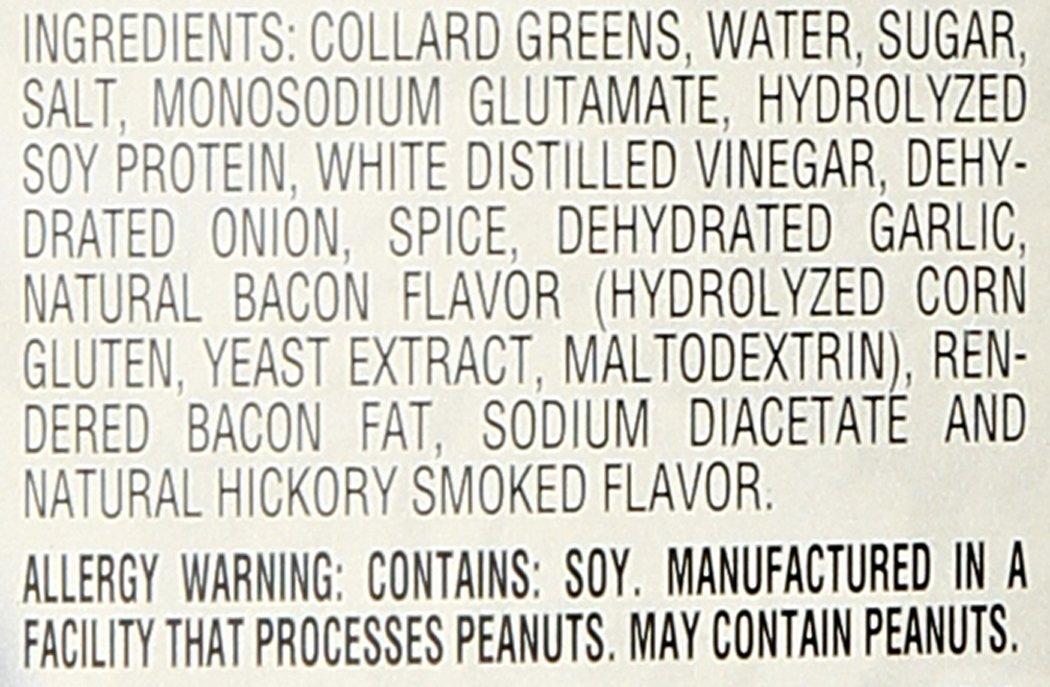 INGREDIENTS: COLLARD GREENS, WATER, SUGAR,
SALT, MONOSODIUM GLUTAMATE, HYDROLYZED
SOY PROTEIN, WHITE DISTILLED VINEGAR, DEHY-
DRATED ONION, SPICE, DEHYDRATED GARLIC,
NATURAL BACON FLAVOR (HYDROLYZED CORN
GLUTEN, YEAST EXTRACT, MALTODEXTRIN), REN-
DERED BACON FAT, SODIUM DIACETATE AND
NATURAL HICKORY SMOKED FLAVOR.
ALLERGY WARNING: CONTAINS: SOY. MANUFACTURED IN A
FACILITY THAT PROCESSES PEANUTS. MAY CONTAIN PEANUTS.